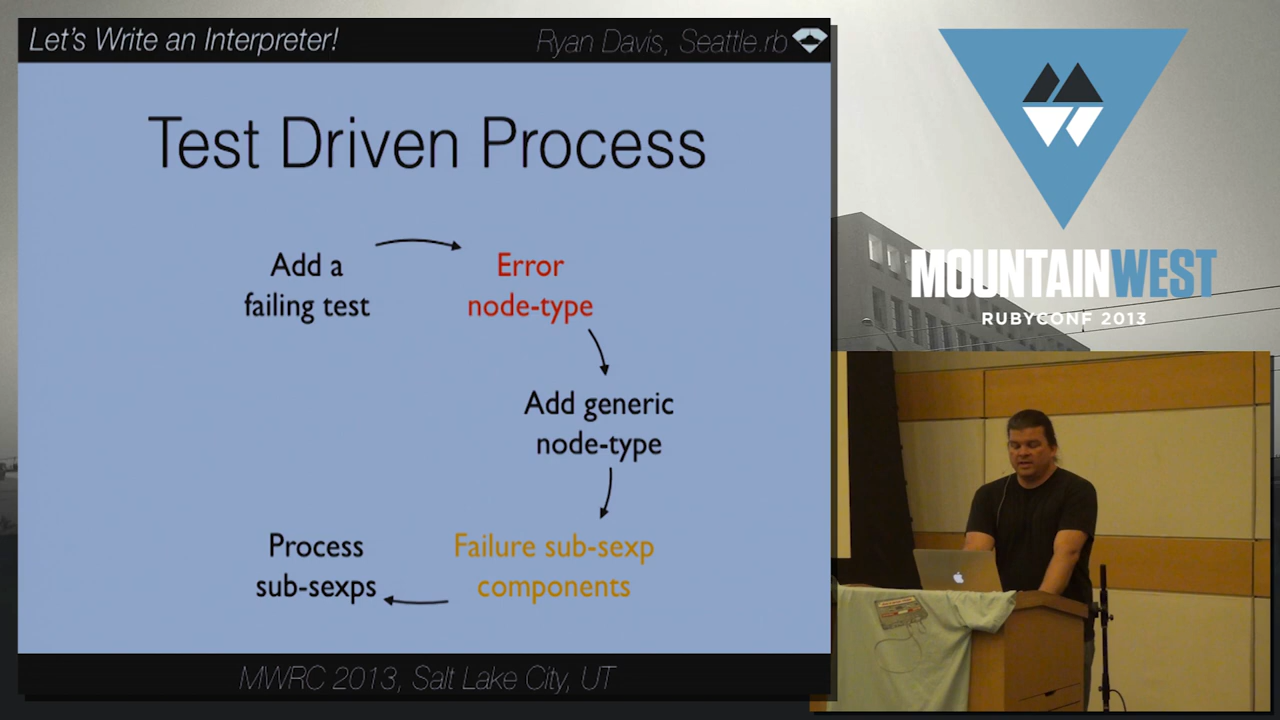 Let's Write an Interpreter!
Ryan Davis, Seattle.rb
Test Driven Process
Add a
failing test
Error
node-type
Add generic
node-type
Failure sub-sexp
components
Process
sub-sexps
MWRC 2013, Salt Lake City, UT
MOUNTAINWEST
RUBYCONF 2013